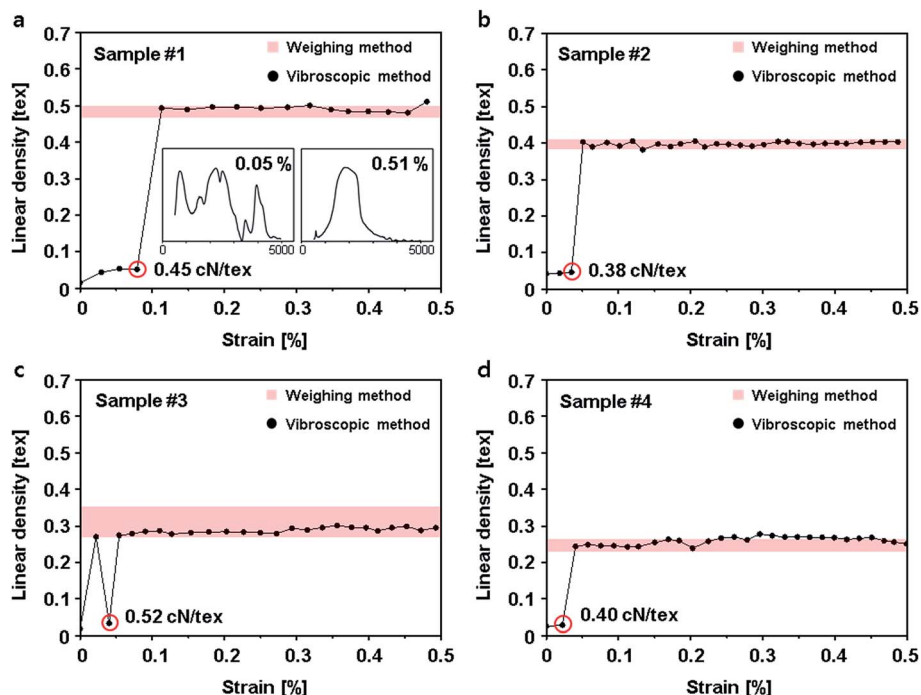 a
Sample #1
Weighing method
Vibroscopic method
Linear density [tex]
0.7
0.6
0.5
0.4
0.3
0.2
0.1
0
0.05 %
0 5000
0.51 %
0 5000
0.45 cN/tex
0 0.1 0.2 0.3 0.4 0.5
Strain [%]
b
Sample #2
Weighing method
Vibroscopic method
Linear density [tex]
0.7
0.6
0.5
0.4
0.3
0.2
0.1
0
0.38 cN/tex
0 0.1 0.2 0.3 0.4 0.5
Strain [%]
c
Sample #3
Weighing method
Vibroscopic method
Linear density [tex]
0.7
0.6
0.5
0.4
0.3
0.2
0.1
0
0.52 cN/tex
0 0.1 0.2 0.3 0.4 0.5
Strain [%]
d
Sample #4
Weighing method
Vibroscopic method
Linear density [tex]
0.7
0.6
0.5
0.4
0.3
0.2
0.1
0
0.40 cN/tex
0 0.1 0.2 0.3 0.4 0.5
Strain [%]